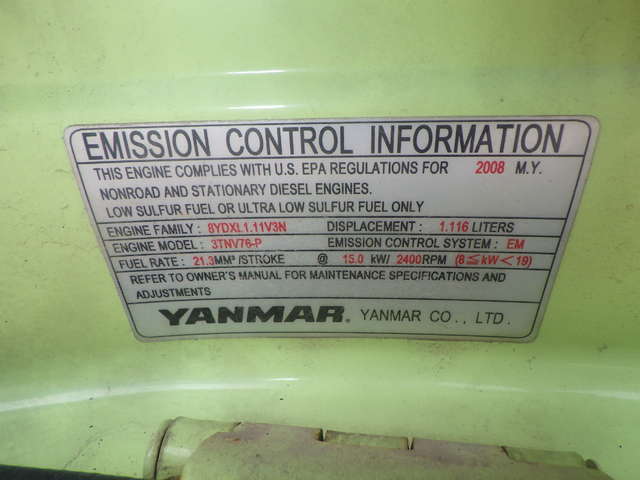 EMISSION CONTROL INFORMATION
THIS ENGINE COMPLIES WITH U.S. EPA REGULATIONS FOR 2008 M.Y.
NONROAD AND STATIONARY DIESEL ENGINES.
LOW SULFUR FUEL OR ULTRA LOW SULFUR FUEL ONLY
ENGINE FAMILY : 8YDXL1.11V3N DISPLACEMENT : 1.116 LITERS
ENGINE MODEL : 3TNV76-P EMISSION CONTROL SYSTEM : EM
FUEL RATE : 21.3MM³/STROKE @ 15.0 kW/ 2400RPM (8≦kW<19)
REFER TO OWNER'S MANUAL FOR MAINTENANCE SPECIFICATIONS AND
ADJUSTMENTS
YANMAR. YANMAR CO., LTD.